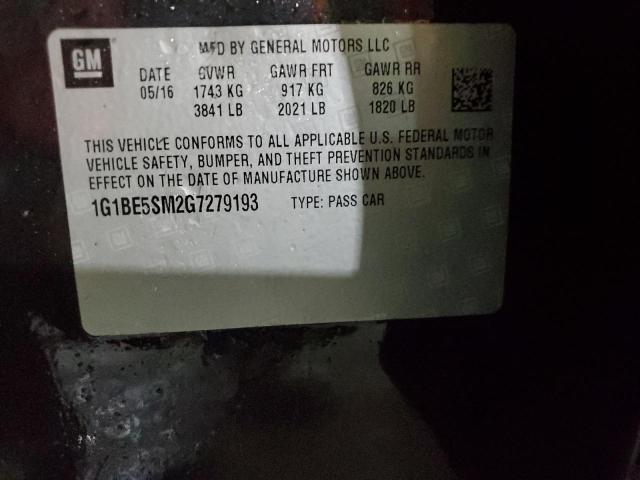 GM
MFD BY GENERAL MOTORS LLC
DATE GVWR GAWR FRT GAWR RR
05/16 1743 KG 917 KG 826 KG
3841 LB 2021 LB 1820 LB
THIS VEHICLE CONFORMS TO ALL APPLICABLE U.S. FEDERAL MOTOR
VEHICLE SAFETY, BUMPER, AND THEFT PREVENTION STANDARDS IN
EFFECT ON THE DATE OF MANUFACTURE SHOWN ABOVE.
1G1BE5SM2G7279193 TYPE: PASS CAR